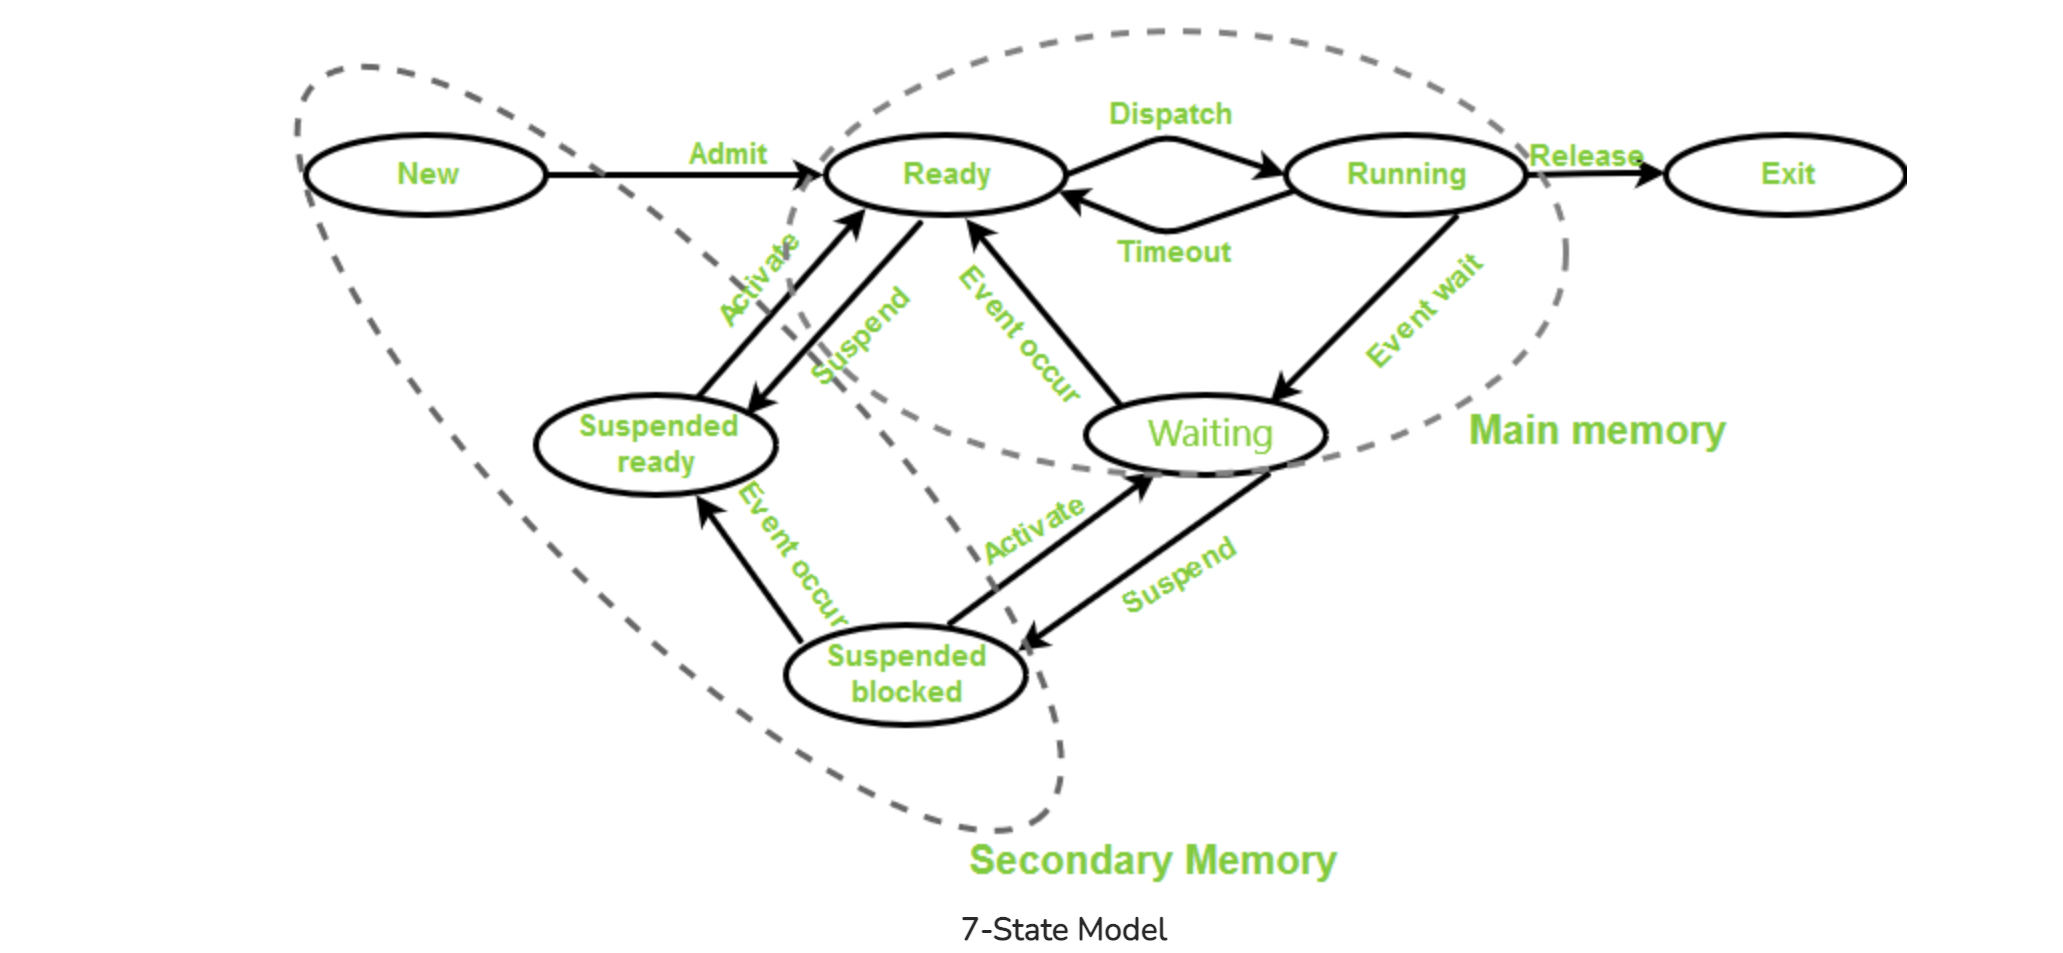 Dispatch
Admit
Release
New
Ready
Running
Exit
Timeout
Activate
Suspend
Event occur
Event wait
Suspended
ready
Waiting
Main memory
Event occur
Activate
Suspend
Suspended
blocked
Secondary Memory
7-State Model